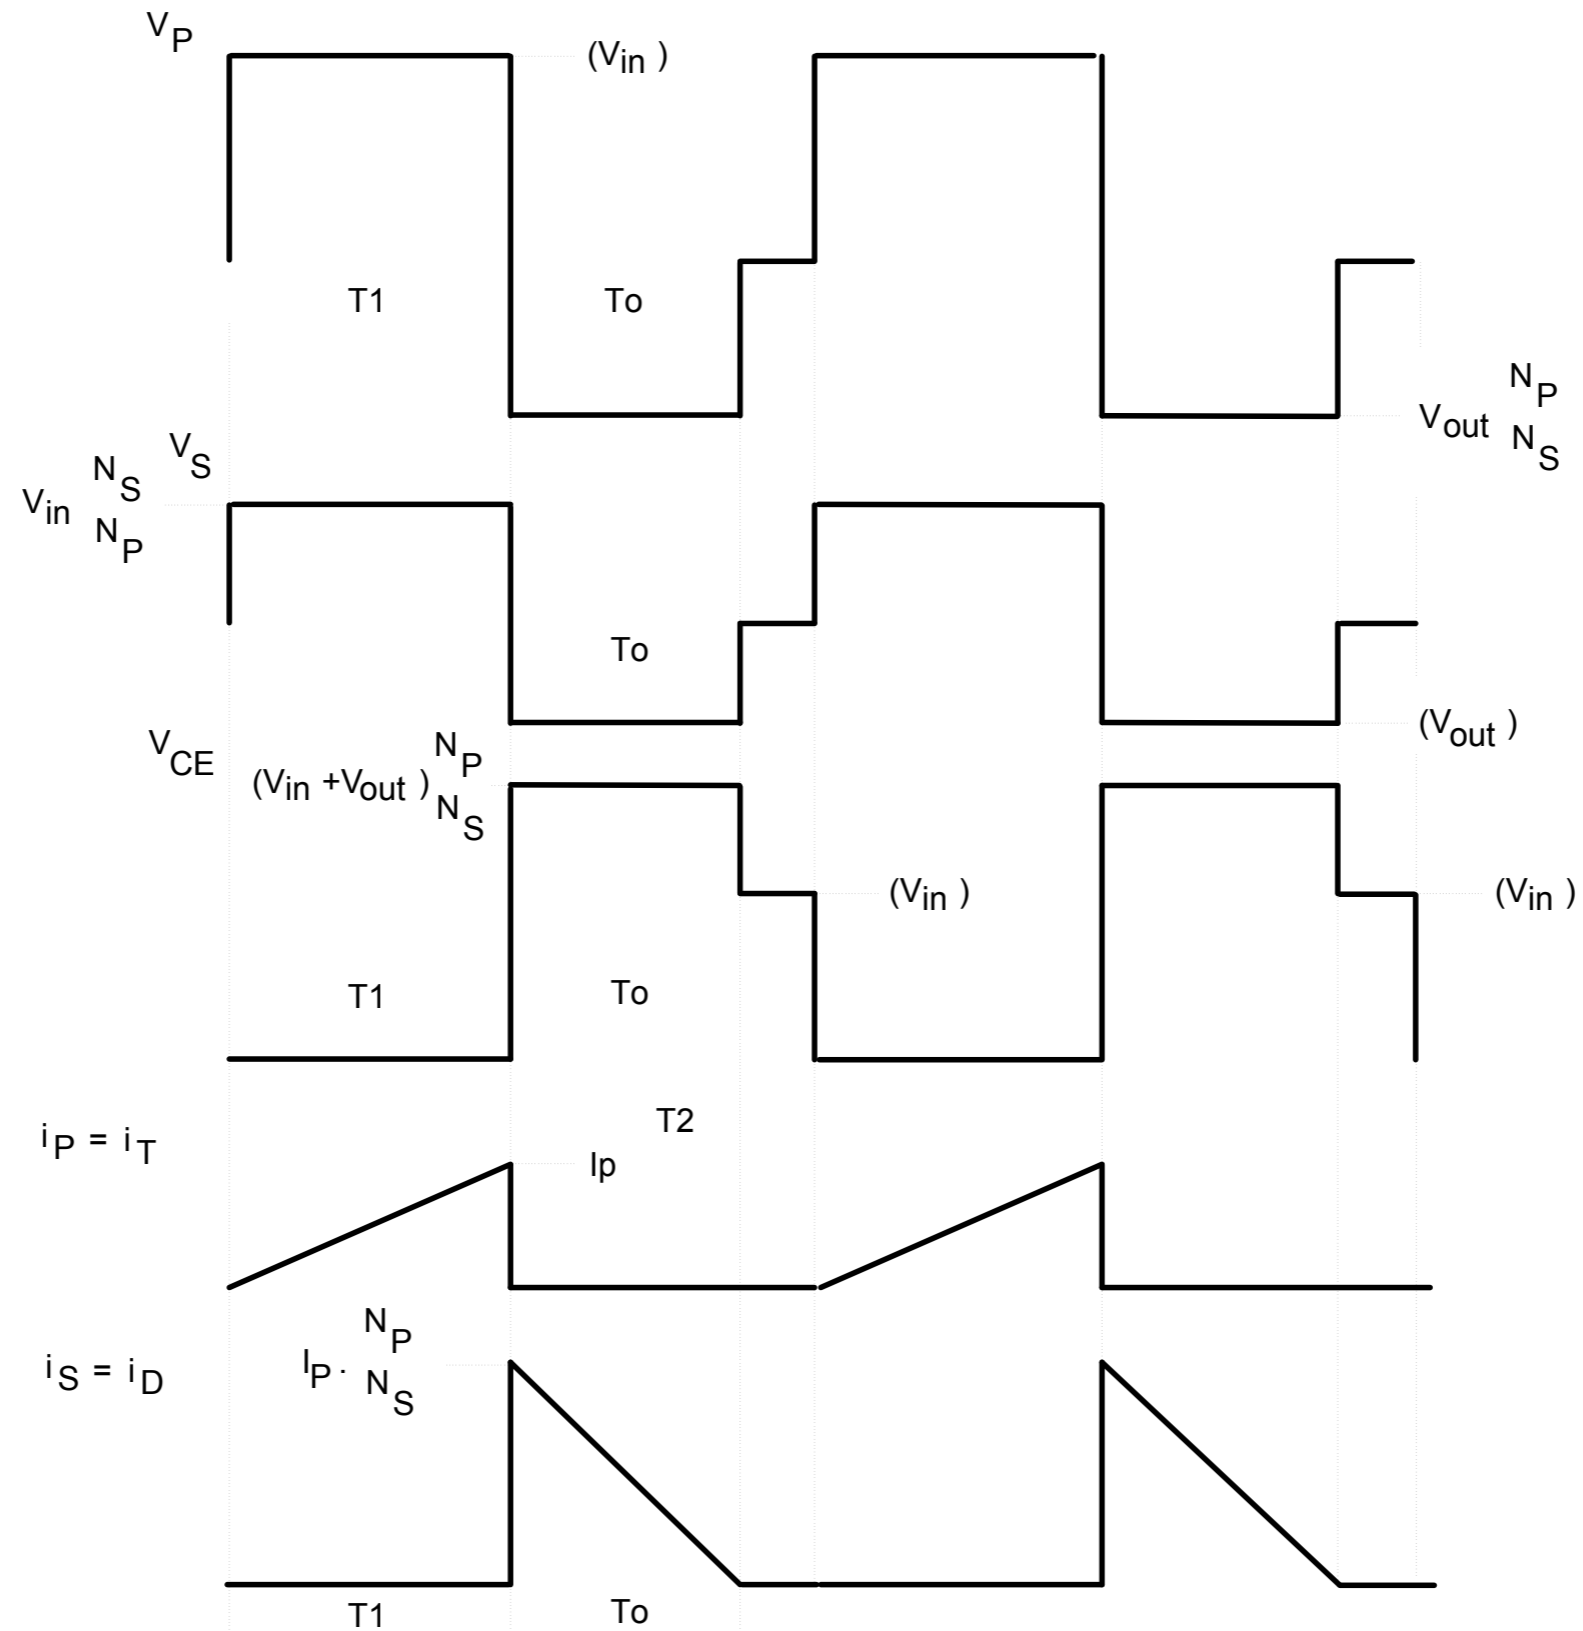 VP
(Vin )
T1
To
NP
Vout
NS
VS
NS
Vin
NP
To
(Vout )
VCE
NP
(Vin +Vout )
NS
(Vin )
(Vin )
T1
To
T2
iP = iT
Ip
NP
iS = iD
IP .
NS
T1
To